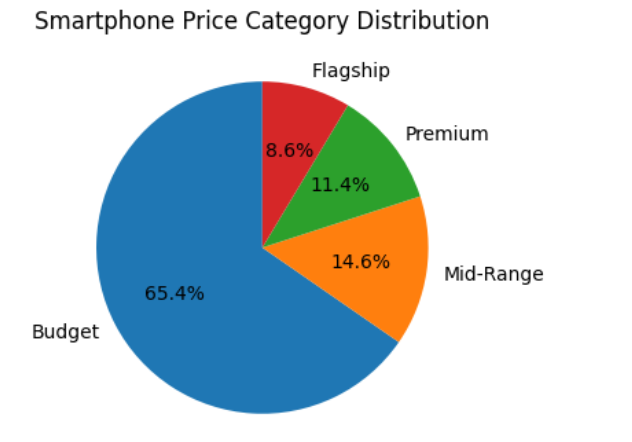 Smartphone Price Category Distribution
Flagship
Premium
8.6%
11.4%
14.6%
Mid-Range
65.4%
Budget